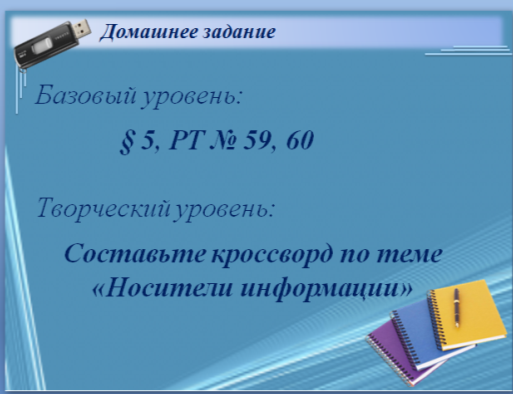 Домашнее задание
Базовый уровень:
§ 5, РТ № 59, 60
Творческий уровень:
Составьте кроссворд по теме
«Носители информации»